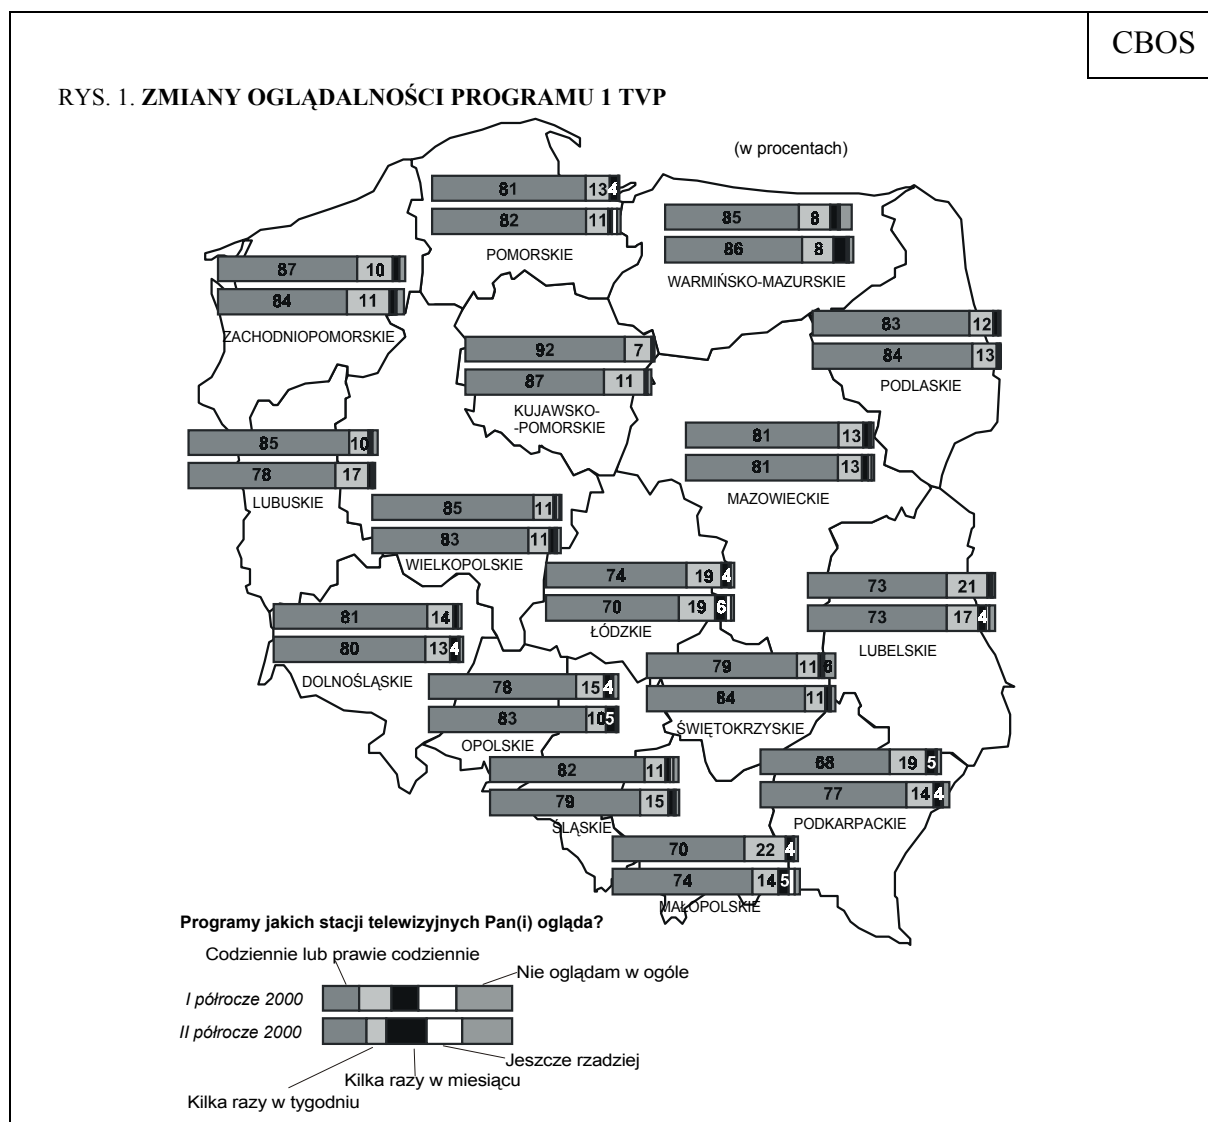 CBOS
RYS. 1. ZMIANY OGLĄDALNOŚCI PROGRAMU 1 TVP
(w procentach)
81 13 4
82 11
POMORSKIE
85 8
86 8
WARMIŃSKO-MAZURSKIE
87 10
84 11
ZACHODNIOPOMORSKIE
83 12
84 13
PODLASKIE
92 7
87 11
KUJAWSKO-
-POMORSKIE
81 13
81 13
MAZOWIECKIE
85 10
78 17
LUBUSKIE
85 11
83 11
WIELKOPOLSKIE
74 19 4
70 19 6
ŁÓDZKIE
73 21
73 17 4
LUBELSKIE
81 14
80 13 4
DOLNOŚLĄSKIE
79 11 6
84 11
ŚWIĘTOKRZYSKIE
78 15 4
83 10 5
OPOLSKIE
82 11
79 15
ŚLĄSKIE
68 19 5
77 14 4
PODKARPACKIE
70 22 4
74 14 5
MAŁOPOLSKIE
Programy jakich stacji telewizyjnych Pan(i) ogląda?
Codziennie lub prawie codziennie
Nie oglądam w ogóle
I półrocze 2000
II półrocze 2000
Jeszcze rzadziej
Kilka razy w miesiącu
Kilka razy w tygodniu